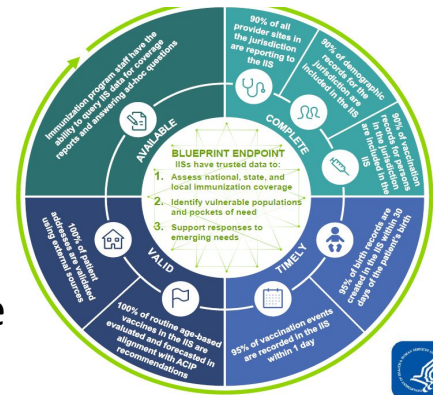 Immunization program staff have the
ability to query IIS data for coverage
reports and answering ad-hoc questions
AVAILABLE
90% of all
provider sites in
the jurisdiction
are reporting to
the IIS
90% of demographic
records for the
jurisdiction are
included in the
IIS
90% of vaccination
records for persons
in the jurisdiction
are included in the
IIS
COMPLETE
BLUEPRINT ENDPOINT
IISs have trusted data to:
1. Assess national, state, and
local immunization coverage
2. Identify vulnerable populations
and pockets of need
3. Support responses to
emerging needs
VALID
100% of patient
addresses are validated
using external sources
100% of routine age-based
vaccines in the IIS are
evaluated and forecasted in
alignment with ACIP
recommendations
TIMELY
95% of vaccination events
are recorded in the IIS
within 1 day
95% of birth records are
created in the IIS within 30
days of the patient's birth
e